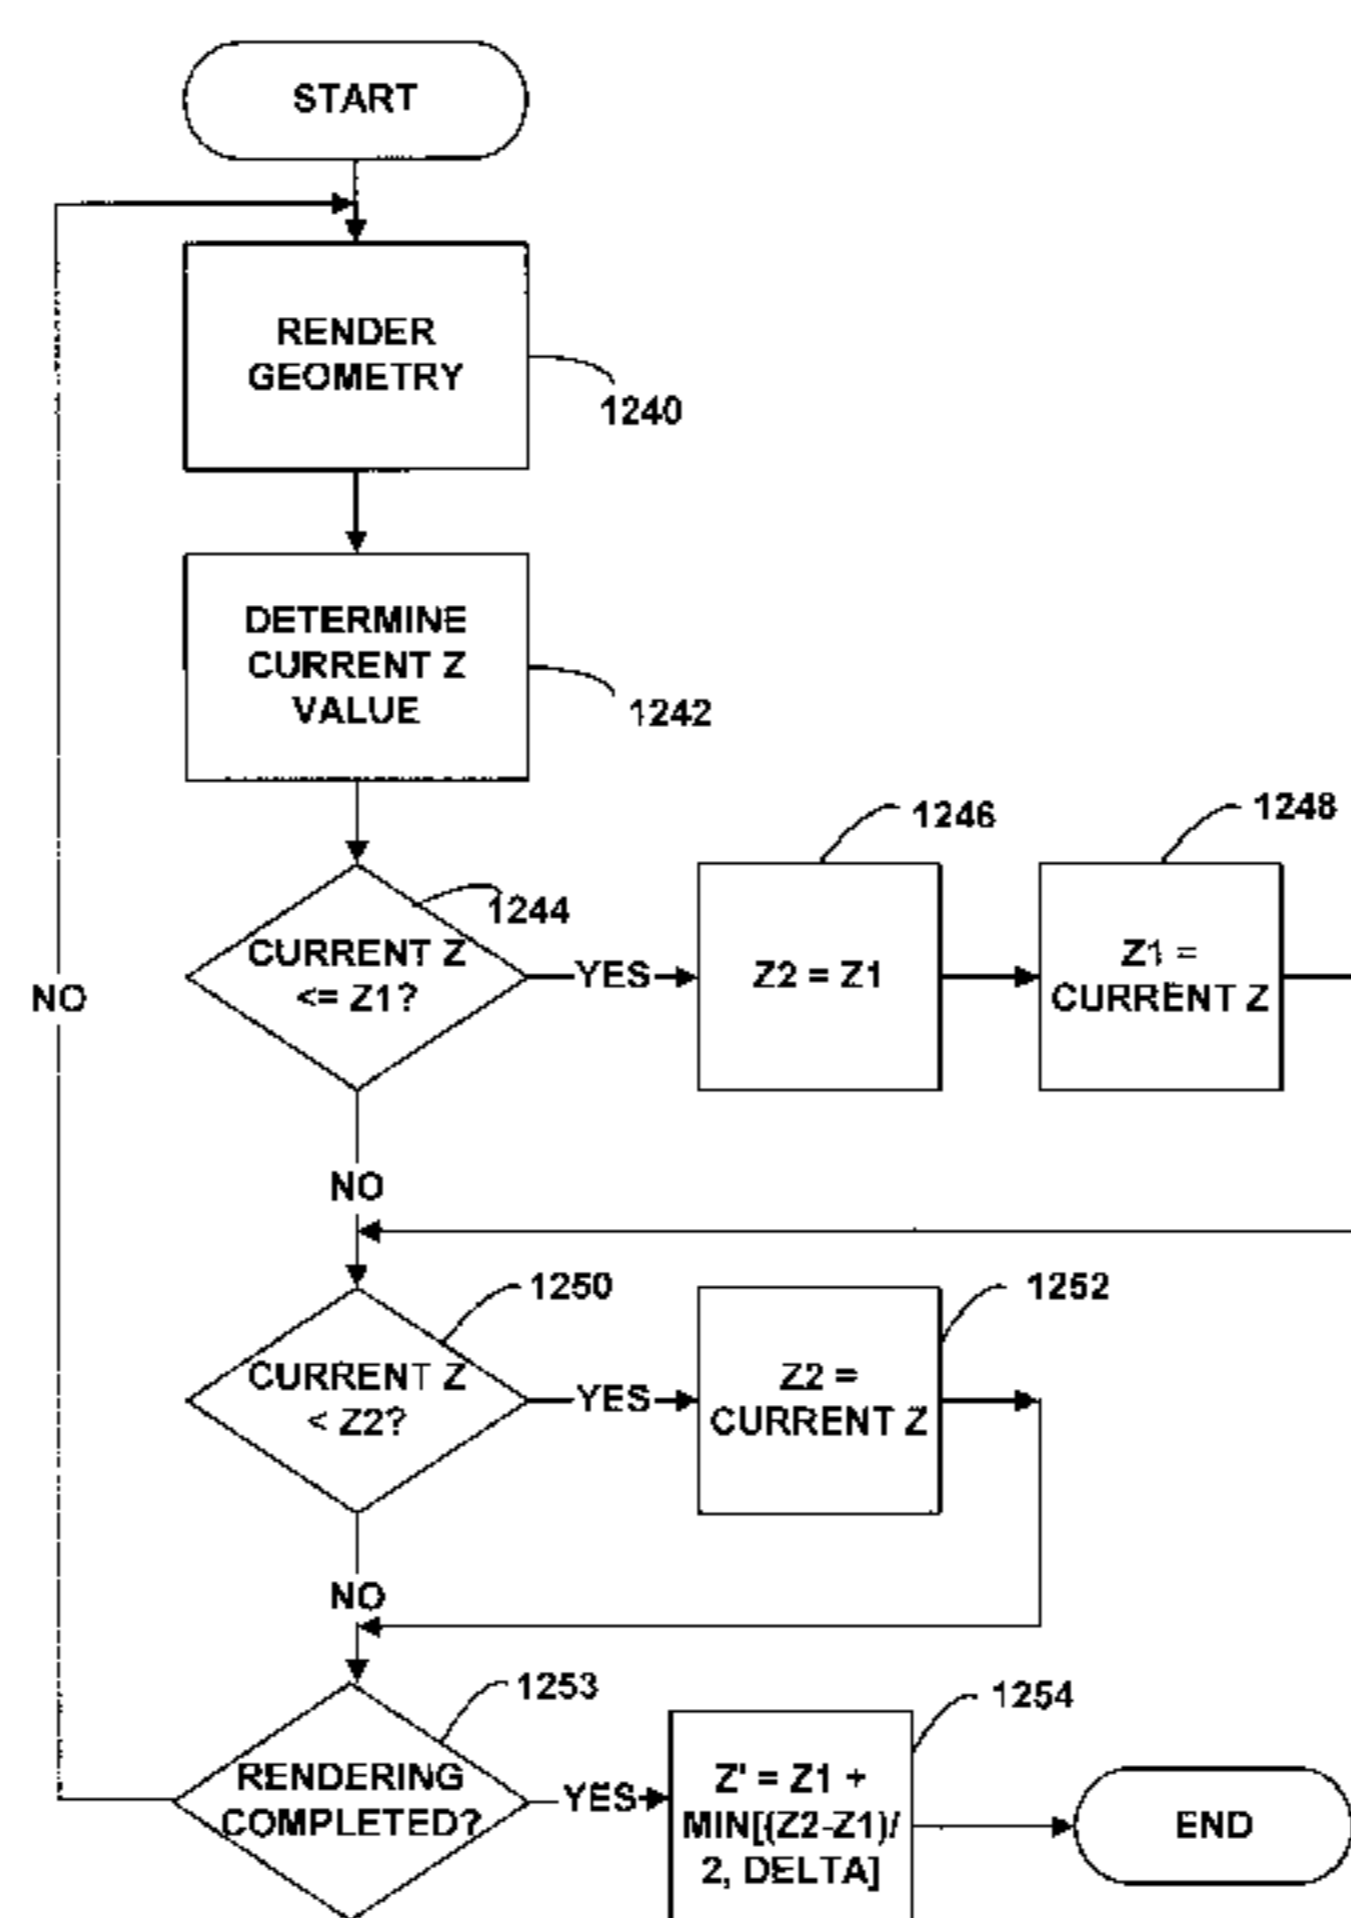 START
RENDER
GEOMETRY
1240
DETERMINE
CURRENT Z
VALUE
1242
1244
CURRENT Z
<= Z1?
YES
1246
Z2 = Z1
1248
Z1 =
CURRENT Z
NO
NO
1250
CURRENT Z
< Z2?
YES
1252
Z2 =
CURRENT Z
NO
1253
RENDERING
COMPLETED?
YES
1254
Z' = Z1 +
MIN[(Z2-Z1)/
2, DELTA]
END